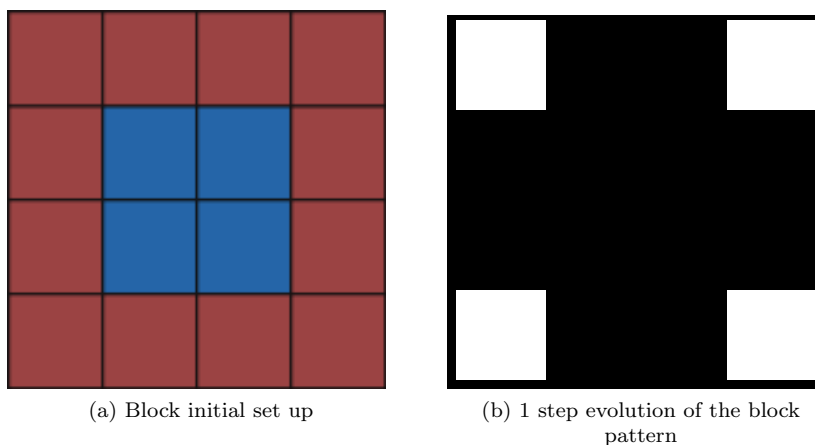 (a) Block initial set up
(b) 1 step evolution of the block
pattern